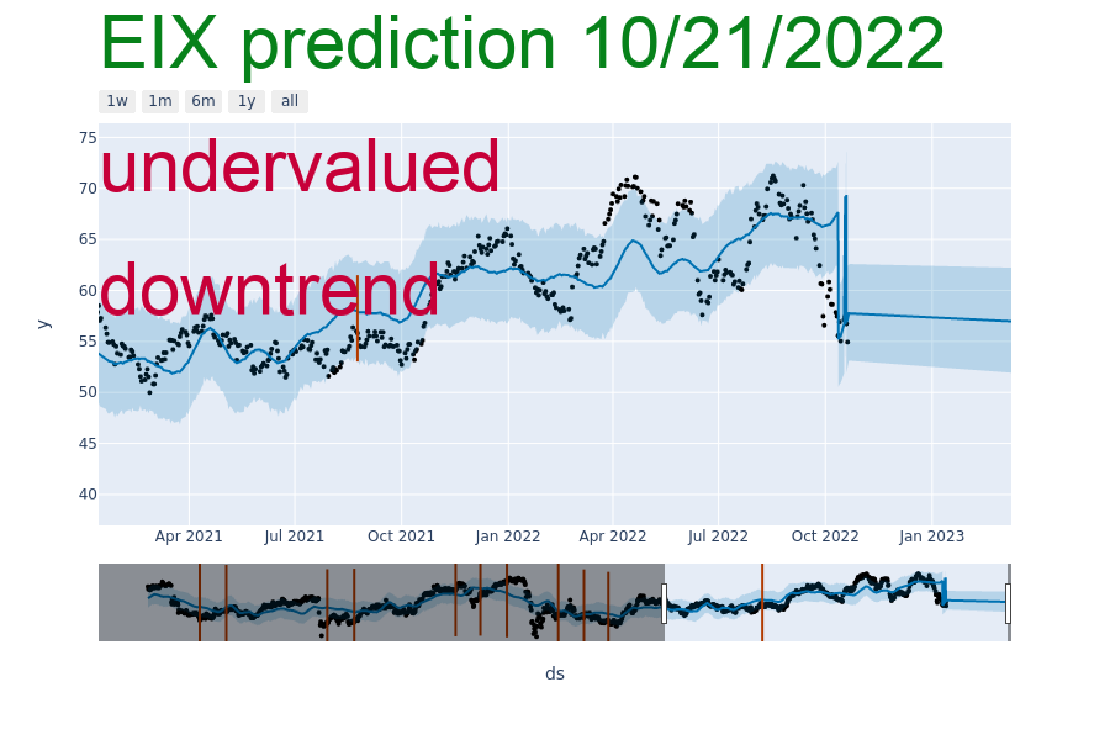 EIX prediction 10/21/2022
1w 1m 6m 1y all
undervalued
downtrend
75
70
65
60
55
50
45
40
y
Apr 2021 Jul 2021 Oct 2021 Jan 2022 Apr 2022 Jul 2022 Oct 2022 Jan 2023
ds